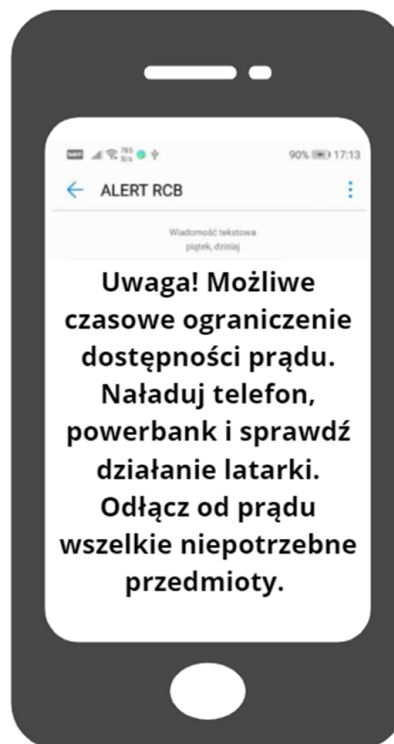 90% 17:13
ALERT RCB
Wiadomość tekstowa
piątek, dzisiaj
Uwaga! Możliwe
czasowe ograniczenie
dostępności prądu.
Naładuj telefon,
powerbank i sprawdź
działanie latarki.
Odłącz od prądu
wszelkie niepotrzebne
przedmioty.